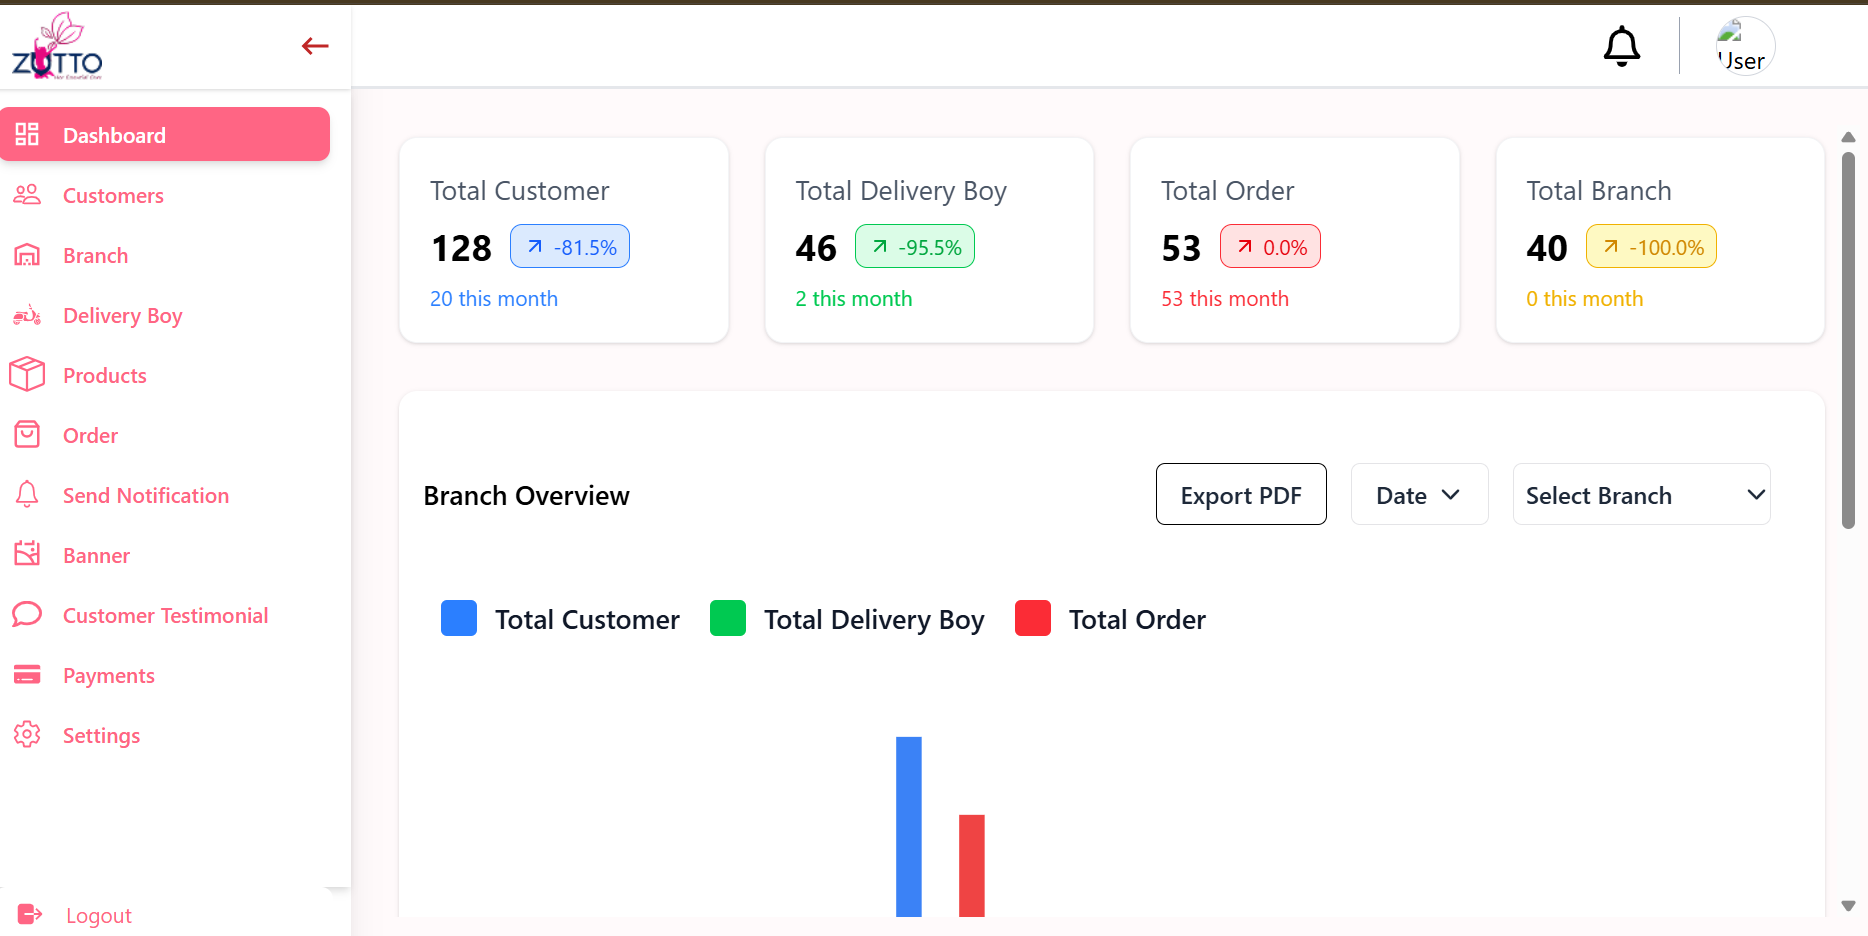 ZUTTO
Dashboard
Customers
Branch
Delivery Boy
Products
Order
Send Notification
Banner
Customer Testimonial
Payments
Settings
Logout
User
Total Customer
128 -81.5%
20 this month
Total Delivery Boy
46 -95.5%
2 this month
Total Order
53 0.0%
53 this month
Total Branch
40 -100.0%
0 this month
Branch Overview
Export PDF
Date
Select Branch
Total Customer
Total Delivery Boy
Total Order